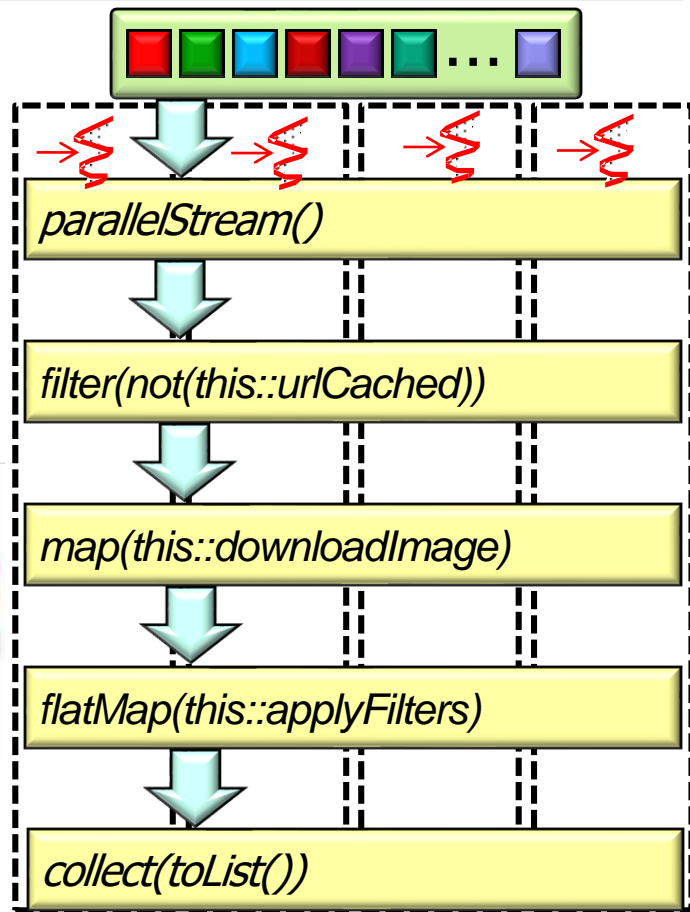 ...
parallelStream()
filter(not(this::urlCached))
map(this::downloadImage)
flatMap(this::applyFilters)
collect(toList())